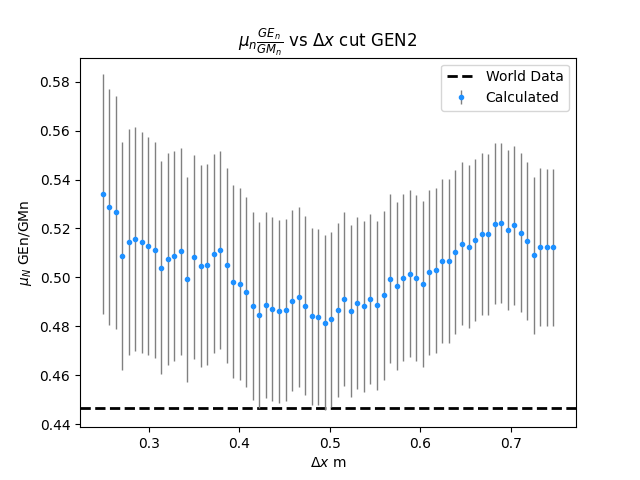 μn GEn/GMn vs Δx cut GEN2
World Data
Calculated
0.58
0.56
0.54
0.52
0.50
0.48
0.46
0.44
μN GEn/GMn
0.3 0.4 0.5 0.6 0.7
Δx m